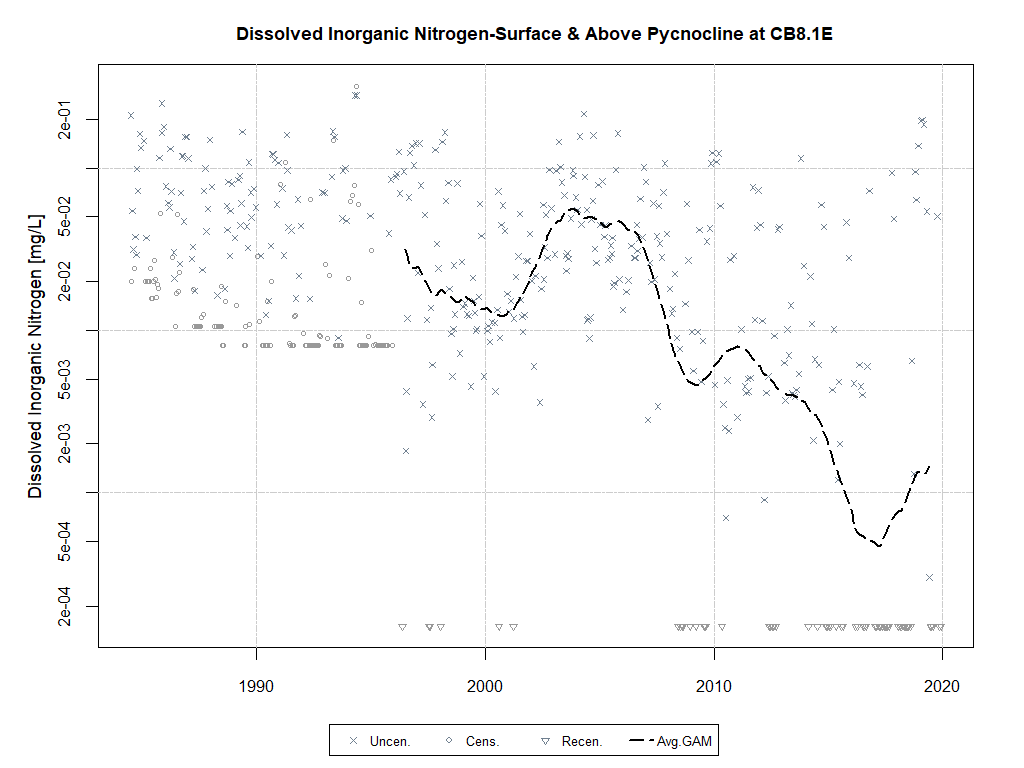 Dissolved Inorganic Nitrogen-Surface & Above Pycnocline at CB8.1E
Dissolved Inorganic Nitrogen [mg/L]
2e-01
5e-02
2e-02
5e-03
2e-03
5e-04
2e-04
1990 2000 2010 2020
Uncen. Cens. Recen. Avg.GAM